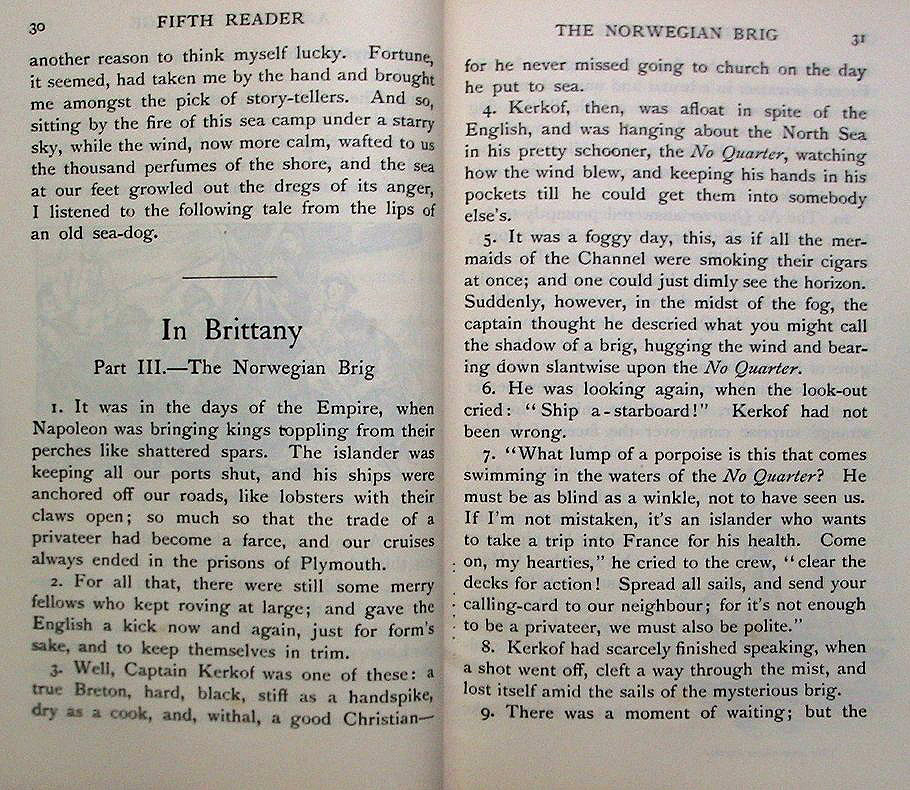 30
FIFTH READER
another reason to think myself lucky. Fortune,
it seemed, had taken me by the hand and brought
me amongst the pick of story-tellers. And so,
sitting by the fire of this sea camp under a starry
sky, while the wind, now more calm, wafted to us
the thousand perfumes of the shore, and the sea
at our feet growled out the dregs of its anger,
I listened to the following tale from the lips of
an old sea-dog.
In Brittany
Part III.—The Norwegian Brig
1. It was in the days of the Empire, when
Napoleon was bringing kings toppling from their
perches like shattered spars. The islander was
keeping all our ports shut, and his ships were
anchored off our roads, like lobsters with their
claws open; so much so that the trade of a
privateer had become a farce, and our cruises
always ended in the prisons of Plymouth.
2. For all that, there were still some merry
fellows who kept roving at large; and gave the
English a kick now and again, just for form's
sake, and to keep themselves in trim.
3. Well, Captain Kerkof was one of these: a
true Breton, hard, black, stiff as a handspike,
dry as a cook, and, withal, a good Christian—
THE NORWEGIAN BRIG
31
for he never missed going to church on the day
he put to sea.
4. Kerkof, then, was afloat in spite of the
English, and was hanging about the North Sea
in his pretty schooner, the No Quarter, watching
how the wind blew, and keeping his hands in his
pockets till he could get them into somebody
else's.
5. It was a foggy day, this, as if all the mer-
maids of the Channel were smoking their cigars
at once; and one could just dimly see the horizon.
Suddenly, however, in the midst of the fog, the
captain thought he descried what you might call
the shadow of a brig, hugging the wind and bear-
ing down slantwise upon the No Quarter.
6. He was looking again, when the look-out
cried: "Ship a-starboard!" Kerkof had not
been wrong.
7. "What lump of a porpoise is this that comes
swimming in the waters of the No Quarter? He
must be as blind as a winkle, not to have seen us.
If I'm not mistaken, it's an islander who wants
to take a trip into France for his health. Come
on, my hearties," he cried to the crew, "clear the
decks for action! Spread all sails, and send your
calling-card to our neighbour; for it's not enough
to be a privateer, we must also be polite."
8. Kerkof had scarcely finished speaking, when
a shot went off, cleft a way through the mist, and
lost itself amid the sails of the mysterious brig.
9. There was a moment of waiting; but the